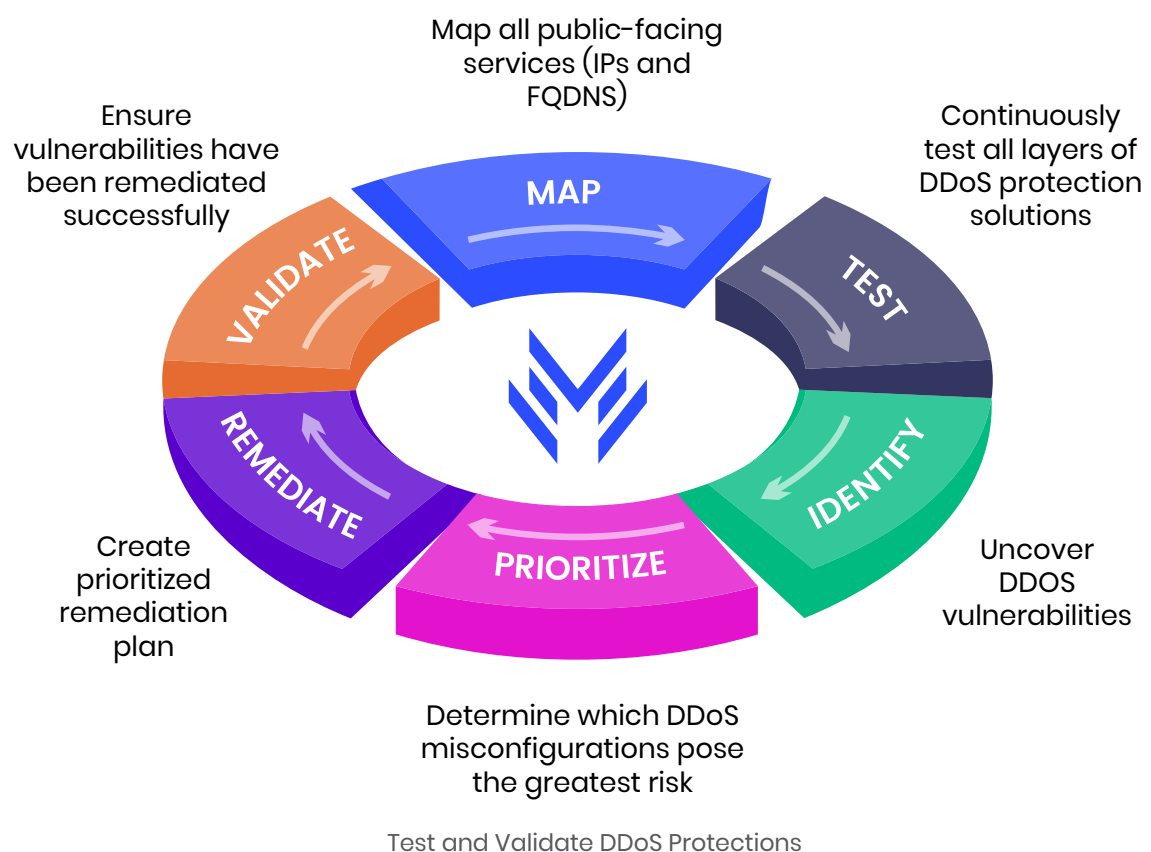 Map all public-facing
services (IPs and
FQDNS)
Ensure
vulnerabilities have
been remediated
successfully
Continuously
test all layers of
DDoS protection
solutions
MAP
VALIDATE
TEST
REMEDIATE
IDENTIFY
PRIORITIZE
Create
prioritized
remediation
plan
Uncover
DDOS
vulnerabilities
Determine which DDoS
misconfigurations pose
the greatest risk
Test and Validate DDoS Protections